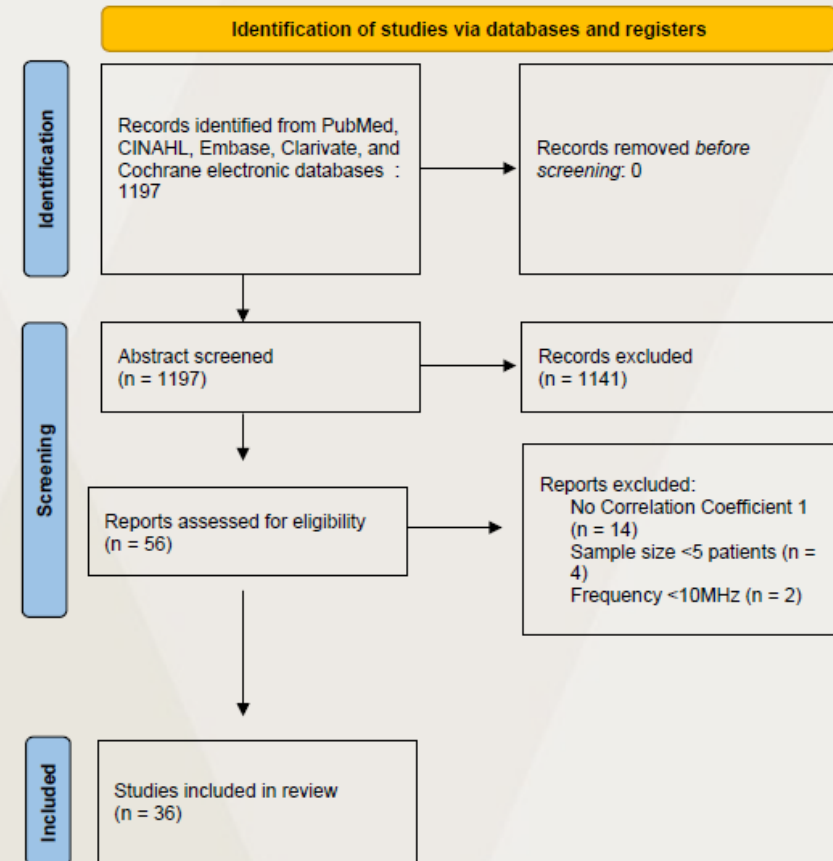 Identification of studies via databases and registers
Identification
Records identified from PubMed,
CINAHL, Embase, Clarivate, and
Cochrane electronic databases :
1197
Records removed before
screening: 0
Screening
Abstract screened
(n = 1197)
Records excluded
(n = 1141)
Reports assessed for eligibility
(n = 56)
Reports excluded:
No Correlation Coefficient 1
(n = 14)
Sample size <5 patients (n =
4)
Frequency <10MHz (n = 2)
Included
Studies included in review
(n = 36)